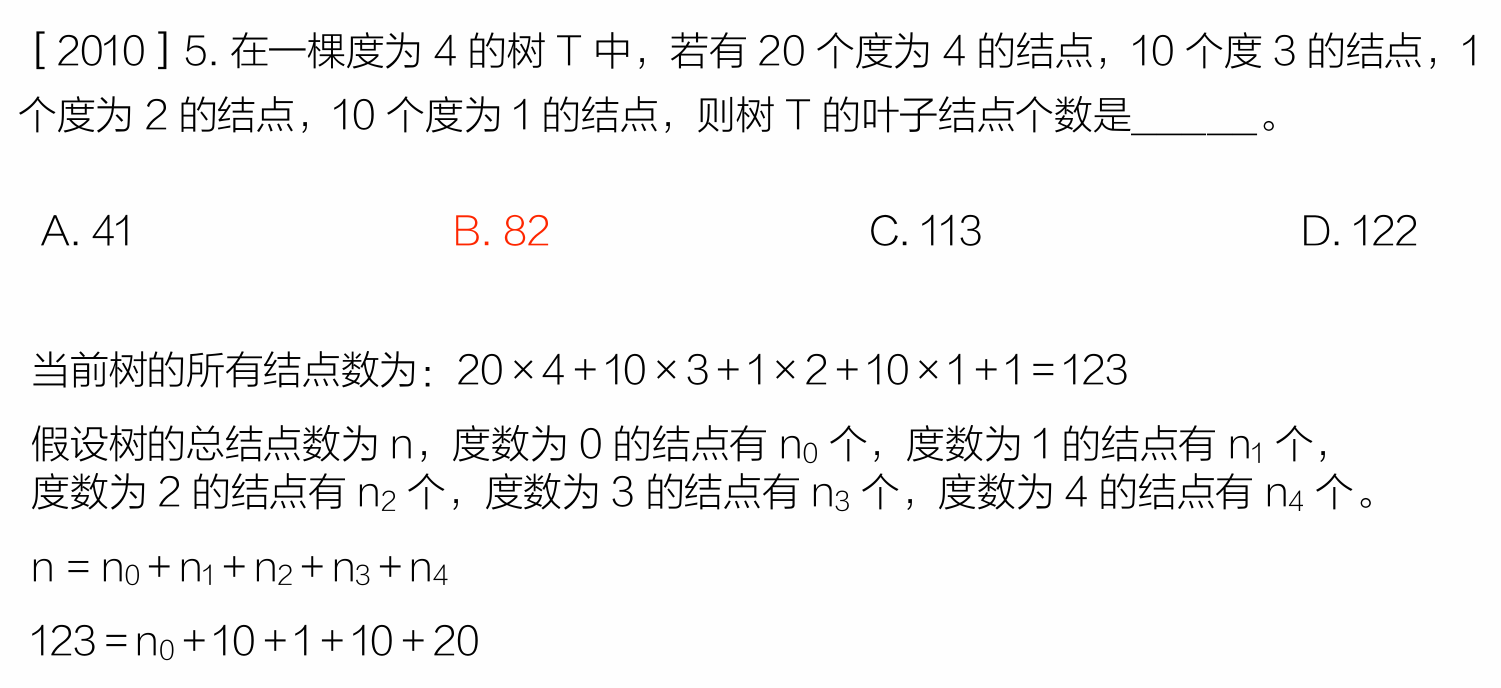 [ 2010 ] 5. 在一棵度为 4 的树 T 中，若有 20 个度为 4 的结点，10 个度 3 的结点，1
个度为 2 的结点，10 个度为 1 的结点，则树 T 的叶子结点个数是______。
A. 41 B. 82 C. 113 D. 122
当前树的所有结点数为：20×4+10×3+1×2+10×1+1=123
假设树的总结点数为 n，度数为 0 的结点有 n₀ 个，度数为 1 的结点有 n₁ 个，
度数为 2 的结点有 n₂ 个，度数为 3 的结点有 n₃ 个，度数为 4 的结点有 n₄ 个。
n = n₀+n₁+n₂+n₃+n₄
123=n₀+10+1+10+20